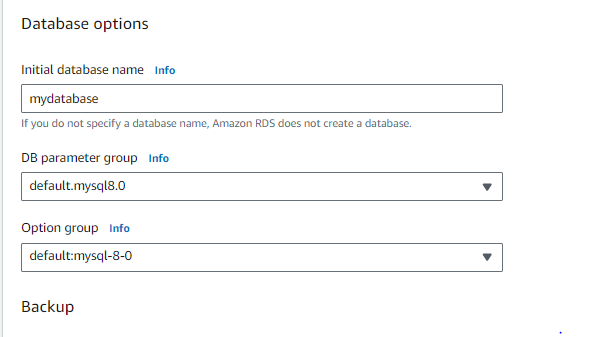 Database options
Initial database name Info
mydatabase
If you do not specify a database name, Amazon RDS does not create a database.
DB parameter group Info
default.mysql8.0
Option group Info
default:mysql-8-0
Backup